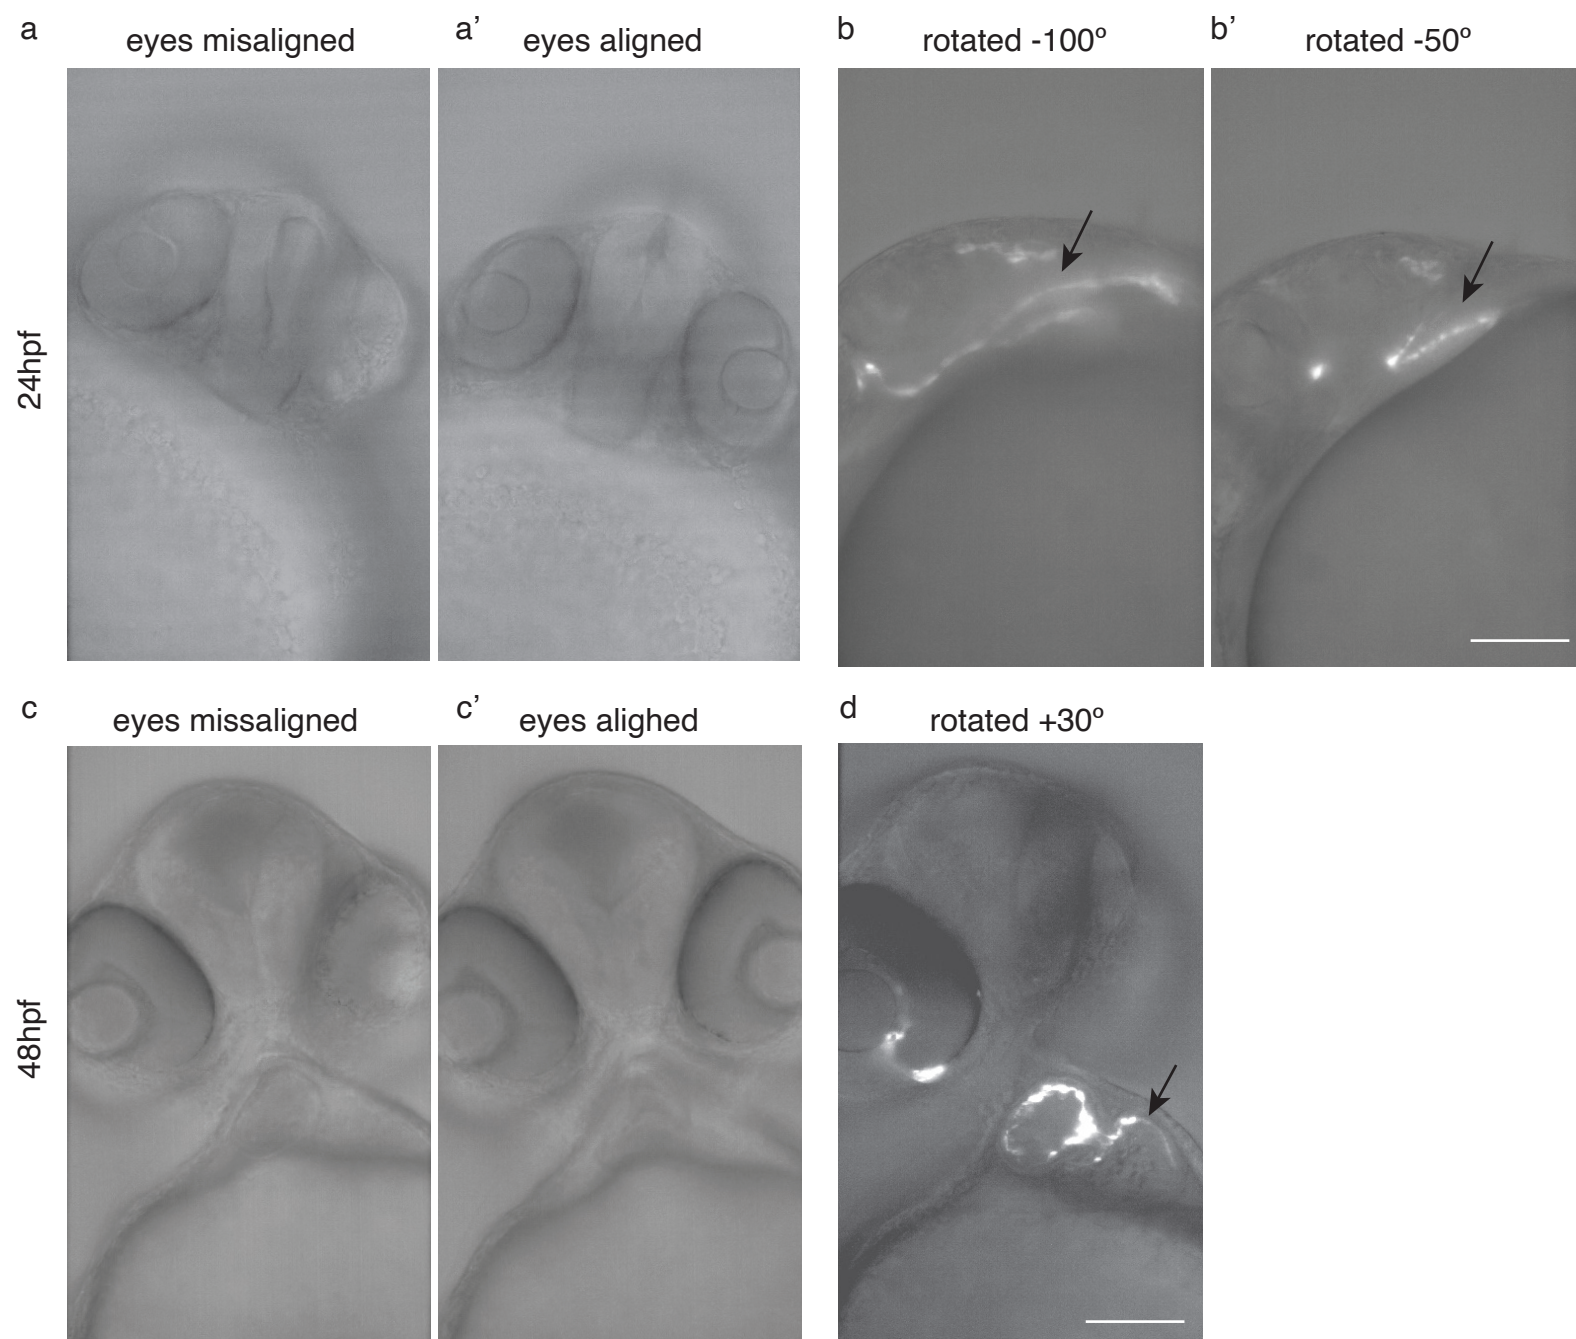 a eyes misaligned
a’ eyes aligned
b rotated -100º
b’ rotated -50º
24hpf
c eyes missaligned
c’ eyes alighed
d rotated +30º
48hpf